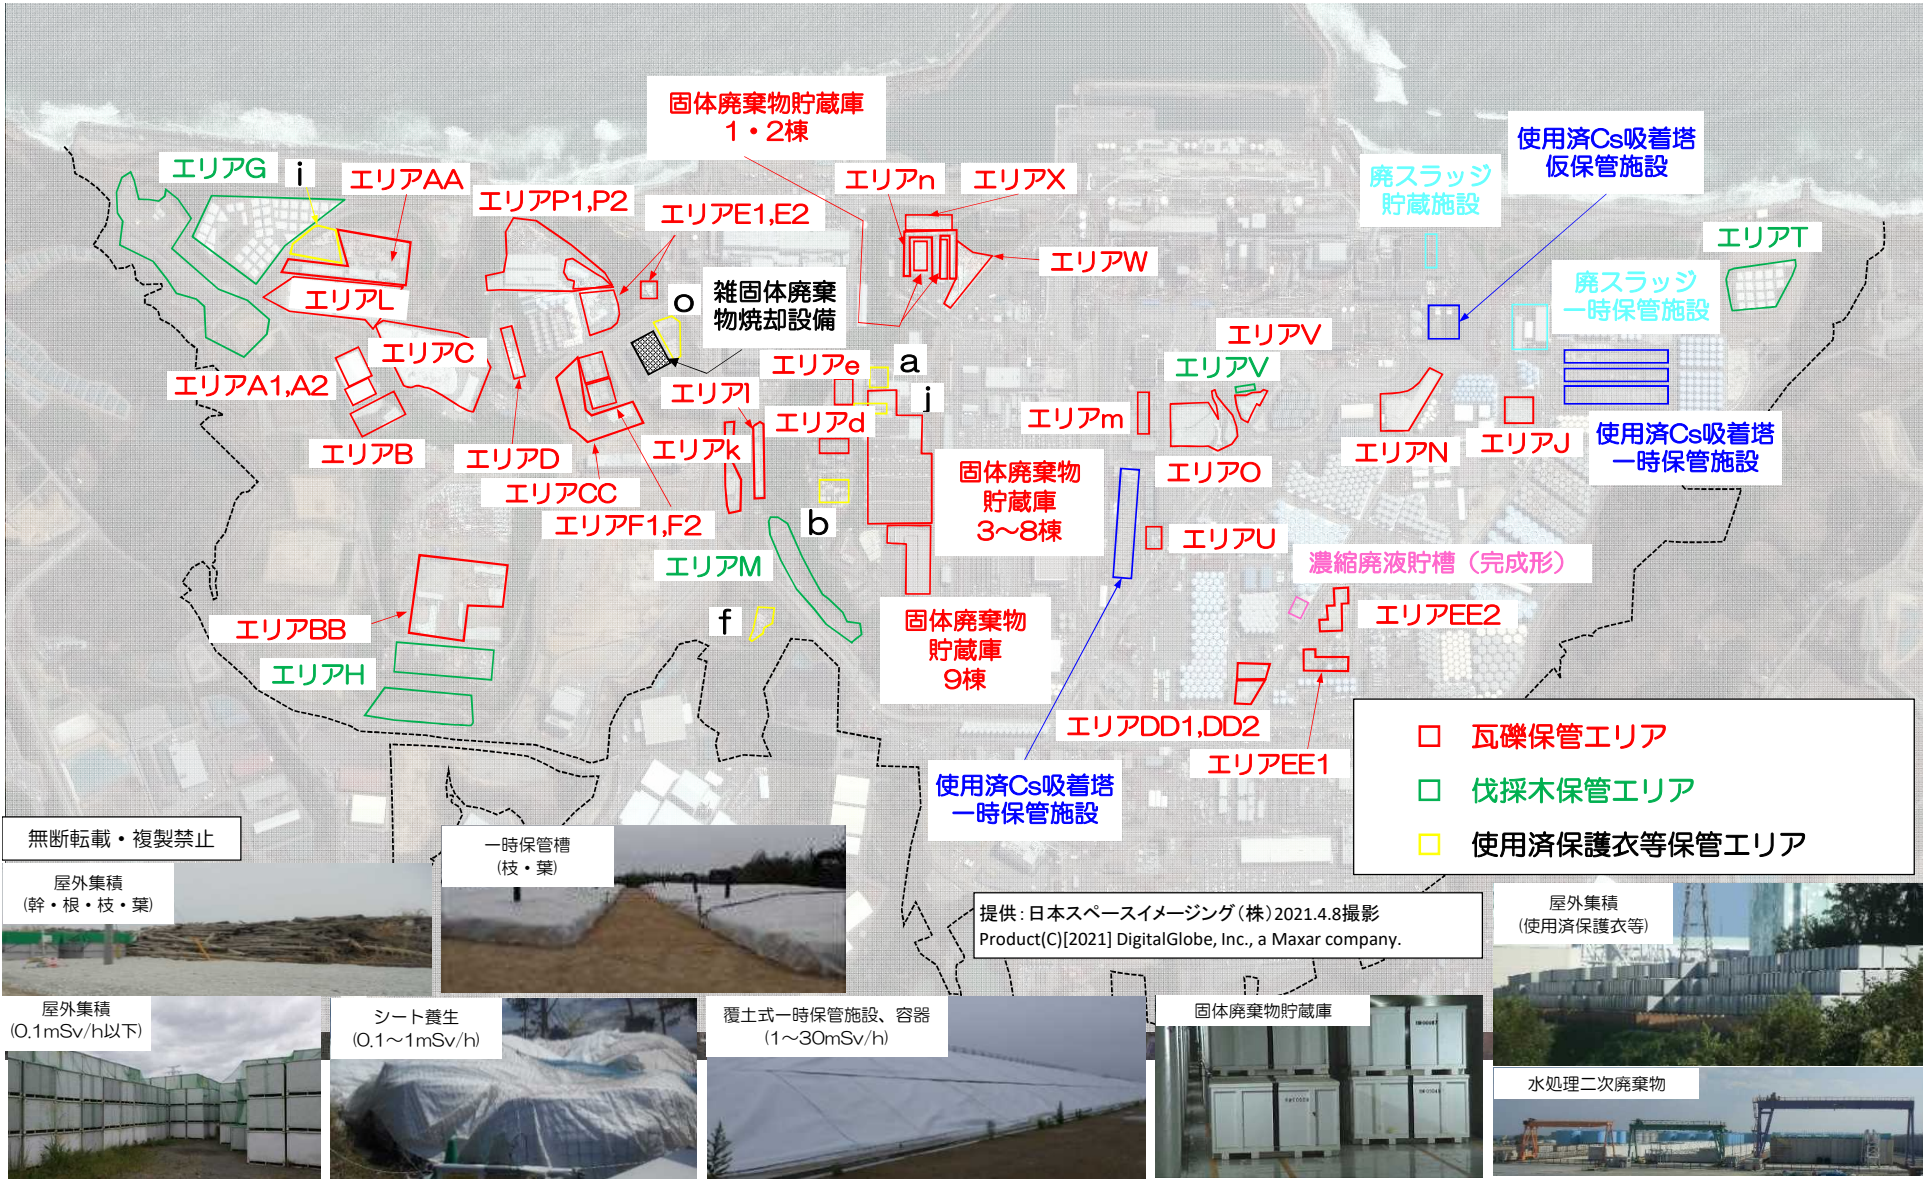 固体廃棄物貯蔵庫
1・2棟
使用済Cs吸着塔
仮保管施設
エリアG
i
エリアAA
エリアP1,P2
エリアE1,E2
エリアn
エリアX
廃スラッジ
貯蔵施設
エリアT
エリアW
エリアL
o
雑固体廃棄
物焼却設備
廃スラッジ
一時保管施設
エリアC
エリアV
エリアA1,A2
エリアe
a
エリアV
エリアl
j
エリアB
エリアD
エリアk
エリアd
エリアm
エリアO
エリアN
エリアJ
使用済Cs吸着塔
一時保管施設
エリアCC
エリアF1,F2
b
固体廃棄物
貯蔵庫
3～8棟
エリアU
エリアM
濃縮廃液貯槽（完成形）
エリアBB
f
エリアEE2
エリアH
固体廃棄物
貯蔵庫
9棟
エリアDD1,DD2
エリアEE1
使用済Cs吸着塔
一時保管施設
瓦礫保管エリア
伐採木保管エリア
使用済保護衣等保管エリア
無断転載・複製禁止
一時保管槽
(枝・葉)
屋外集積
(幹・根・枝・葉)
提供：日本スペースイメージング（株）2021.4.8撮影
Product(C)[2021] DigitalGlobe, Inc., a Maxar company.
屋外集積
(使用済保護衣等)
屋外集積
(0.1mSv/h以下)
シート養生
(0.1～1mSv/h)
覆土式一時保管施設、容器
(1～30mSv/h)
固体廃棄物貯蔵庫
水処理二次廃棄物